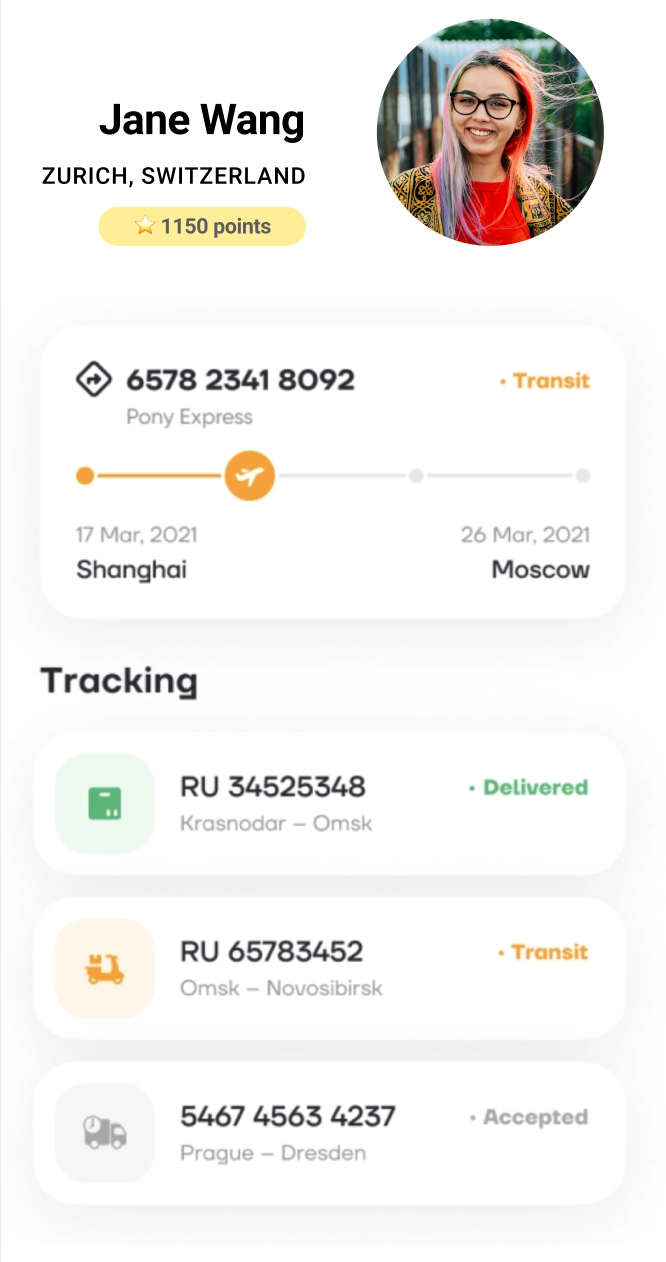 Jane Wang
ZURICH, SWITZERLAND
⭐ 1150 points
6578 2341 8092
• Transit
Pony Express
17 Mar, 2021
26 Mar, 2021
Shanghai
Moscow
Tracking
RU 34525348
• Delivered
Krasnodar – Omsk
RU 65783452
• Transit
Omsk – Novosibirsk
5467 4563 4237
• Accepted
Prague – Dresden